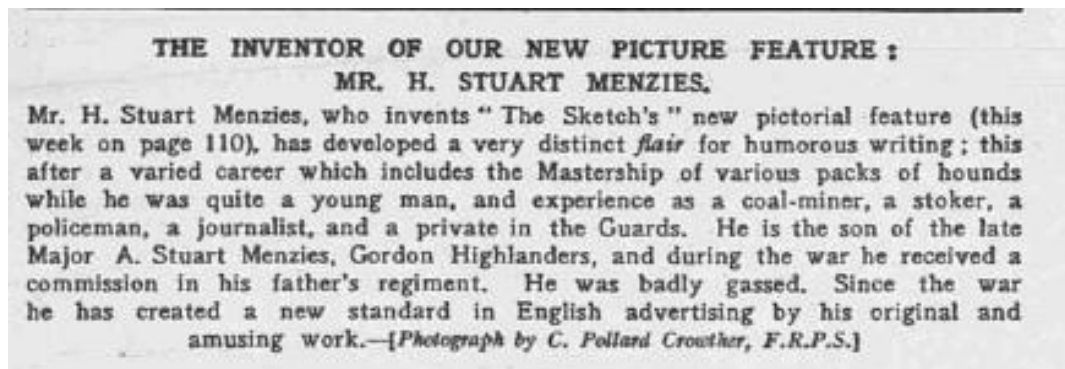 THE INVENTOR OF OUR NEW PICTURE FEATURE:
MR. H. STUART MENZIES.
Mr. H. Stuart Menzies, who invents "The Sketch's" new pictorial feature (this
week on page 110), has developed a very distinct flair for humorous writing; this
after a varied career which includes the Mastership of various packs of hounds
while he was quite a young man, and experience as a coal-miner, a stoker, a
policeman, a journalist, and a private in the Guards. He is the son of the late
Major A. Stuart Menzies, Gordon Highlanders, and during the war he received a
commission in his father's regiment. He was badly gassed. Since the war
he has created a new standard in English advertising by his original and
amusing work.—[Photograph by C. Pollard Crowther, F.R.P.S.]